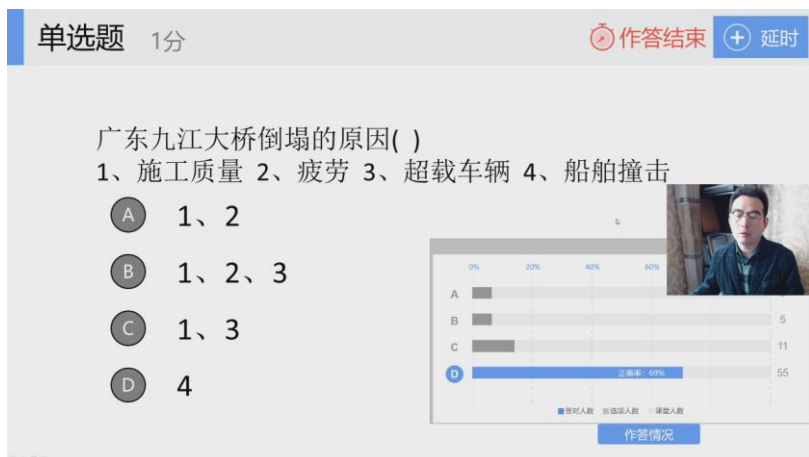 单选题 1分
作答结束
延时
广东九江大桥倒塌的原因( )
1、施工质量 2、疲劳 3、超载车辆 4、船舶撞击
A 1、2
B 1、2、3
C 1、3
D 4
0% 20% 40% 60%
A
B 5
C 11
D 正确率：69% 55
答对人数 选项人数 课堂人数
作答情况